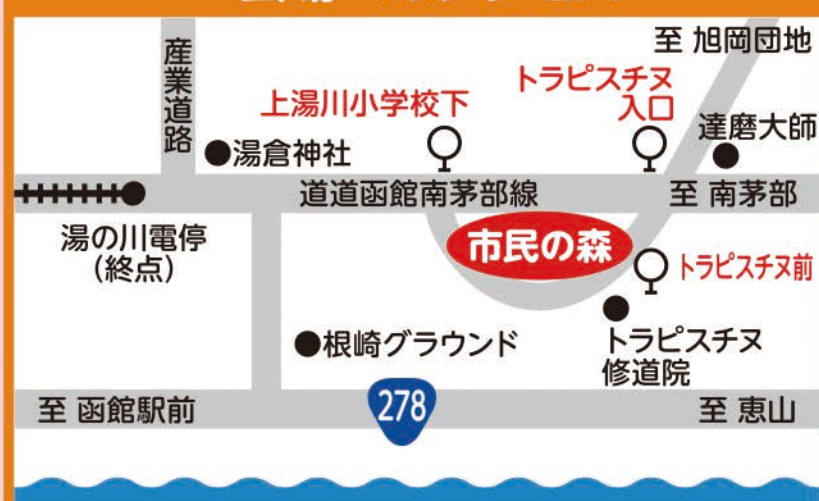 至 旭岡団地
産業道路
トラピスチヌ
入口
上湯川小学校下
達磨大師
湯倉神社
道道函館南茅部線
至 南茅部
湯の川電停
(終点)
市民の森
トラピスチヌ前
根崎グラウンド
トラピスチヌ
修道院
278
至 函館駅前
至 恵山